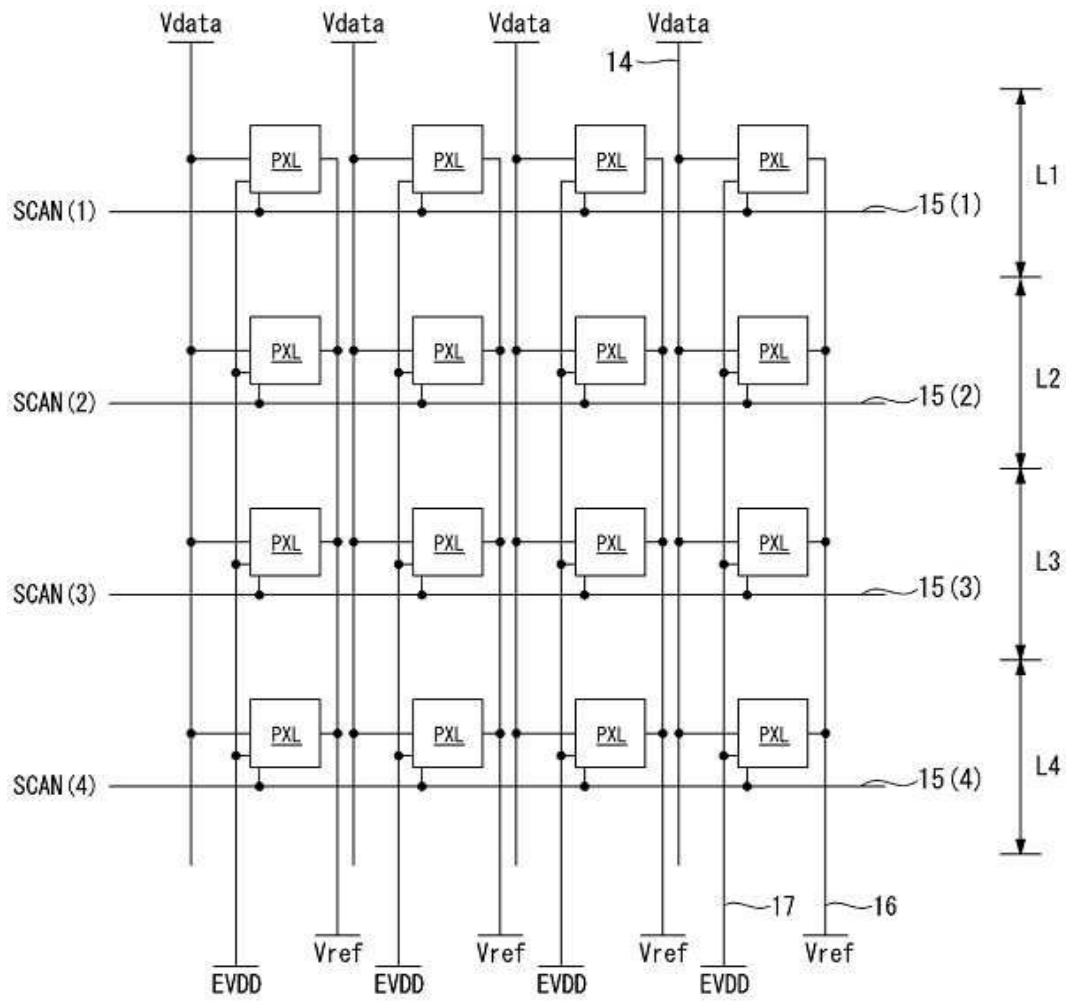 Vdata Vdata Vdata Vdata
14
PXL PXL PXL PXL
L1
SCAN(1) 15(1)
PXL PXL PXL PXL
L2
SCAN(2) 15(2)
PXL PXL PXL PXL
L3
SCAN(3) 15(3)
PXL PXL PXL PXL
L4
SCAN(4) 15(4)
17 16
Vref Vref Vref Vref
EVDD EVDD EVDD EVDD